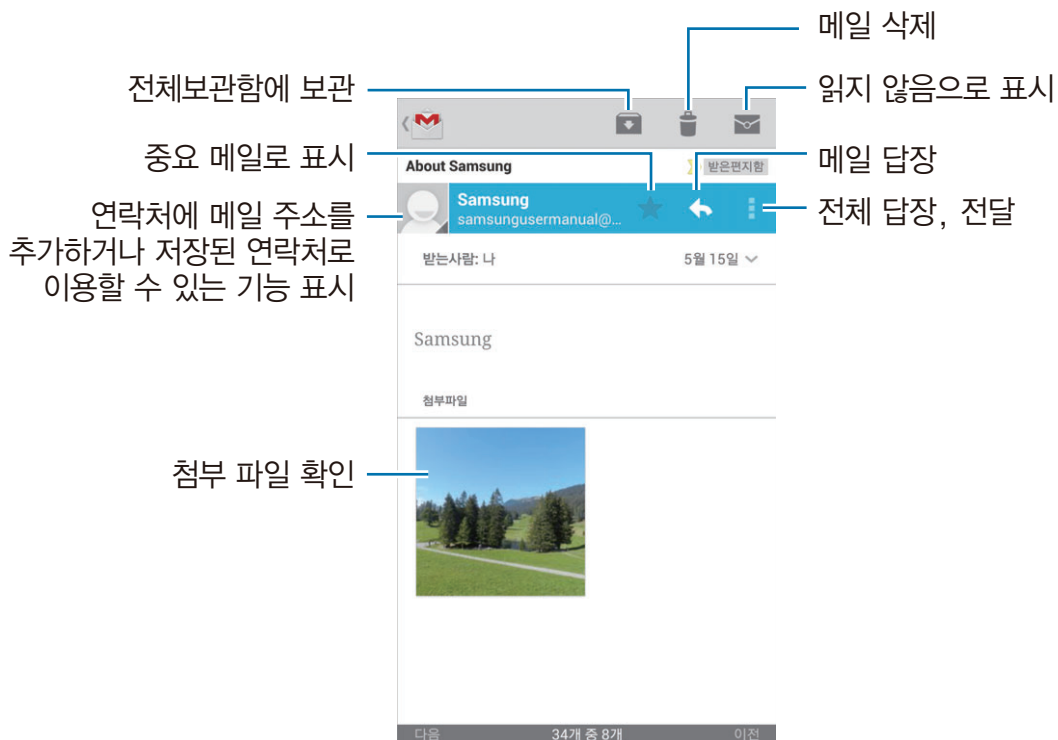 메일 삭제
전체보관함에 보관
읽지 않음으로 표시
중요 메일로 표시
About Samsung
받은편지함
메일 답장
연락처에 메일 주소를
추가하거나 저장된 연락처로
이용할 수 있는 기능 표시
Samsung
samsungusermanual@...
전체 답장, 전달
받는사람: 나
5월 15일
Samsung
첨부파일
첨부 파일 확인
다음
34개 중 8개
이전